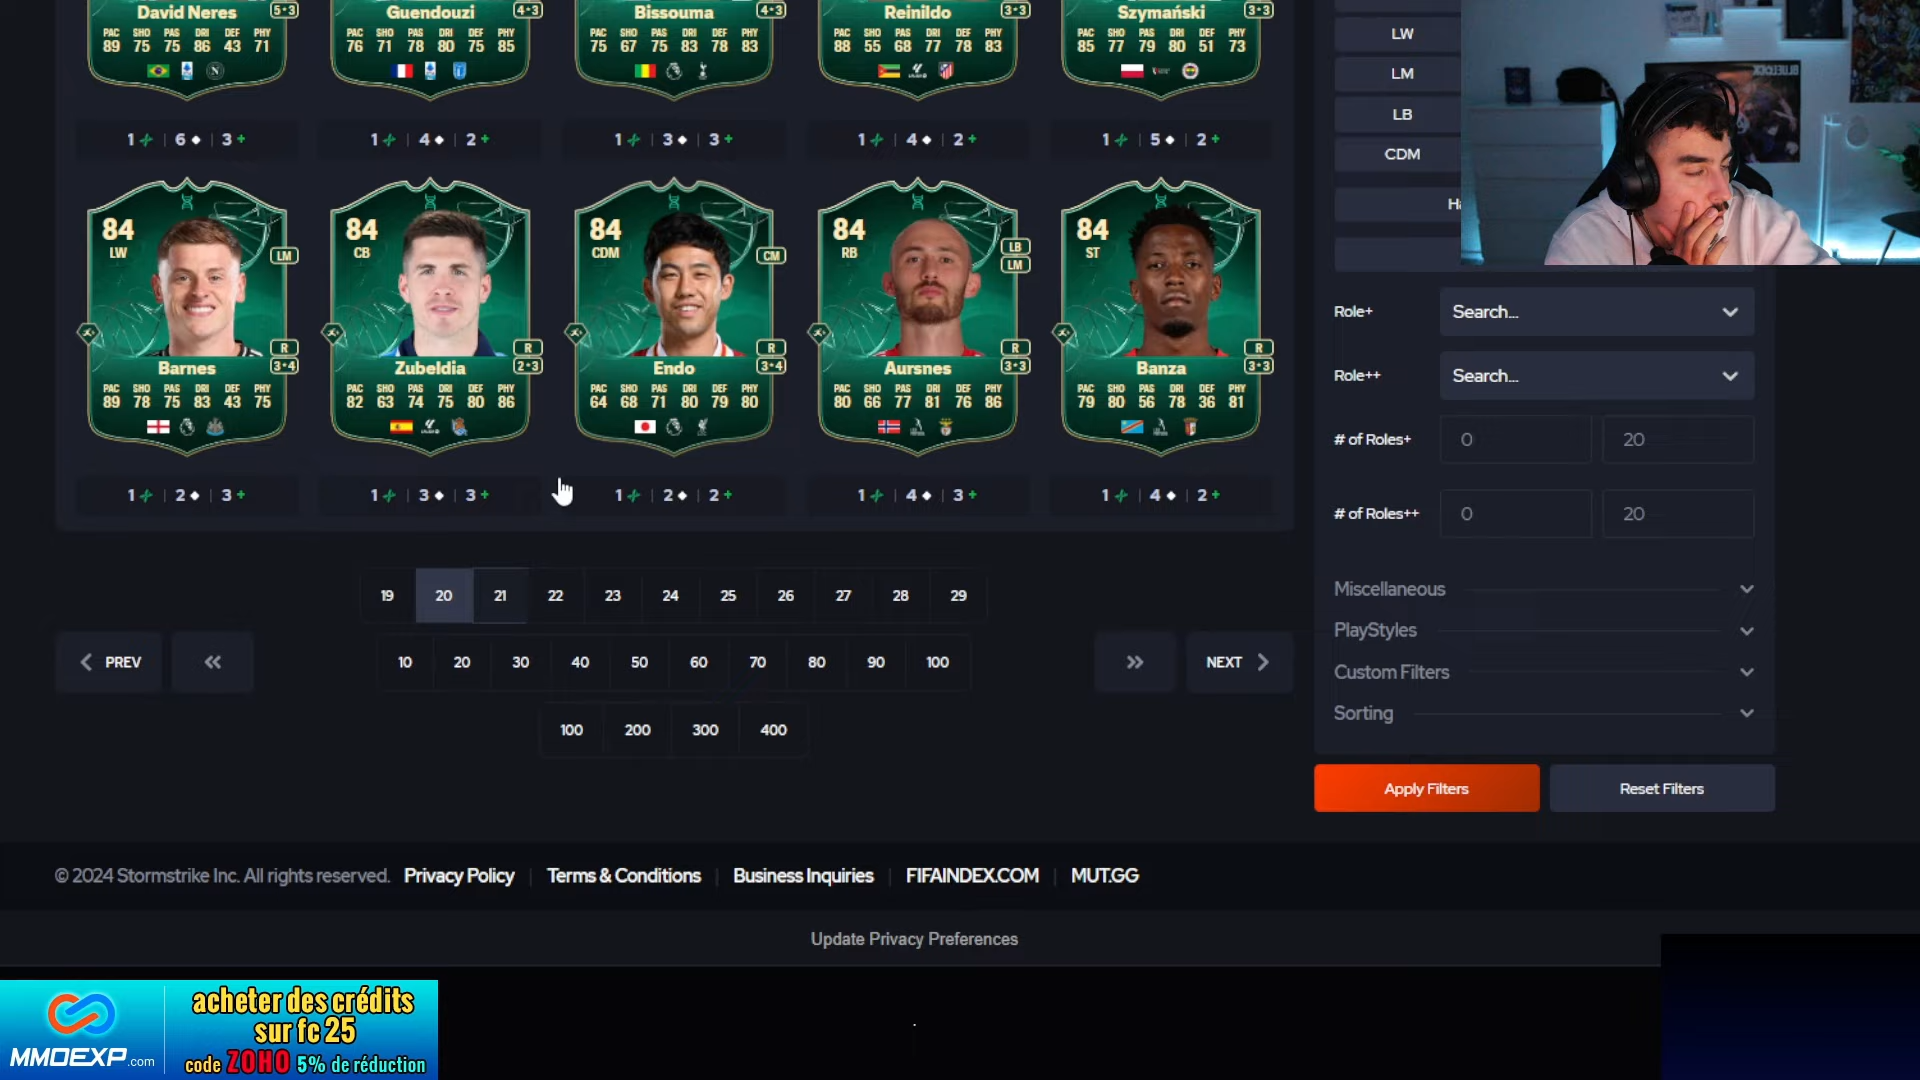 David Neres 5★3 Guendouzi 4★3 Bissouma 4★3 Reinildo 3★3 Szymański 3★3
PAC SHO PAS DRI DEF PHY PAC SHO PAS DRI DEF PHY PAC SHO PAS DRI DEF PHY PAC SHO PAS DRI DEF PHY PAC SHO PAS DRI DEF PHY
89 75 75 86 43 71 76 71 78 80 75 85 75 67 75 83 78 83 88 55 68 77 78 83 85 77 79 80 51 73
1 | 6 | 3+ 1 | 4 | 2+ 1 | 3 | 3+ 1 | 4 | 2+ 1 | 5 | 2+
84 84 84 84 84
LW CB CDM RB ST
LM CM LB
LM
R R R R R
Barnes 3★4 Zubeldia 2★3 Endo 3★4 Aursnes 3★3 Banza 3★3
PAC SHO PAS DRI DEF PHY PAC SHO PAS DRI DEF PHY PAC SHO PAS DRI DEF PHY PAC SHO PAS DRI DEF PHY PAC SHO PAS DRI DEF PHY
89 78 75 83 43 75 82 63 74 75 80 86 64 68 71 80 79 80 80 66 77 81 76 86 79 80 56 78 36 81
1 | 2 | 3+ 1 | 3 | 3+ 1 | 2 | 2+ 1 | 4 | 3+ 1 | 4 | 2+
19 20 21 22 23 24 25 26 27 28 29
PREV « 10 20 30 40 50 60 70 80 90 100 » NEXT
100 200 300 400
LW
LM
LB
CDM
Role+ Search...
Role++ Search...
# of Roles+ 0 20
# of Roles++ 0 20
Miscellaneous
PlayStyles
Custom Filters
Sorting
Apply Filters Reset Filters
© 2024 Stormstrike Inc. All rights reserved. Privacy Policy Terms & Conditions Business Inquiries FIFAINDEX.COM MUT.GG
Update Privacy Preferences
MMOEXP.com
acheter des crédits
sur fc 25
code ZOHO 5% de réduction